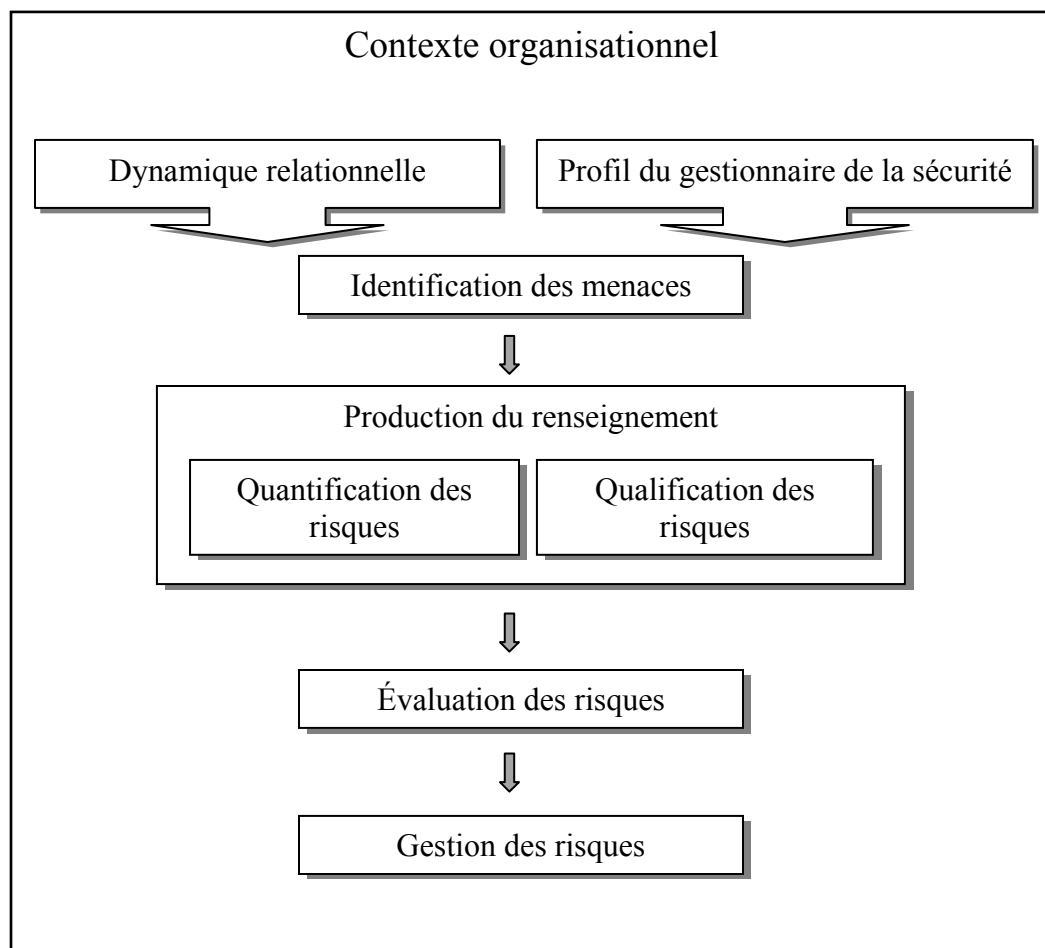 Contexte organisationnel
Dynamique relationnelle
Profil du gestionnaire de la sécurité
Identification des menaces
Production du renseignement
Quantification des
risques
Qualification des
risques
Évaluation des risques
Gestion des risques